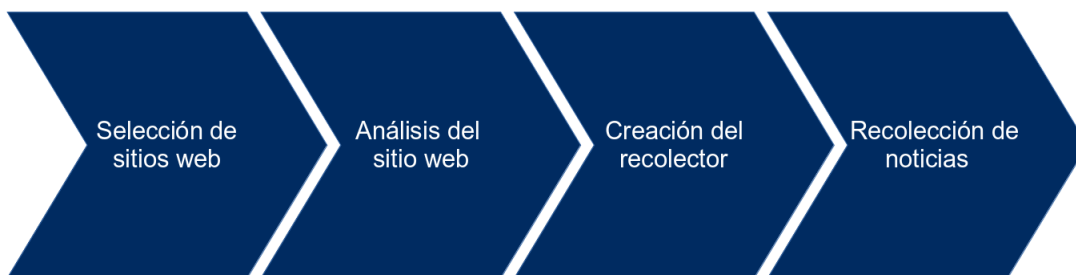 Selección de
sitios web
Análisis del
sitio web
Creación del
recolector
Recolección de
noticias